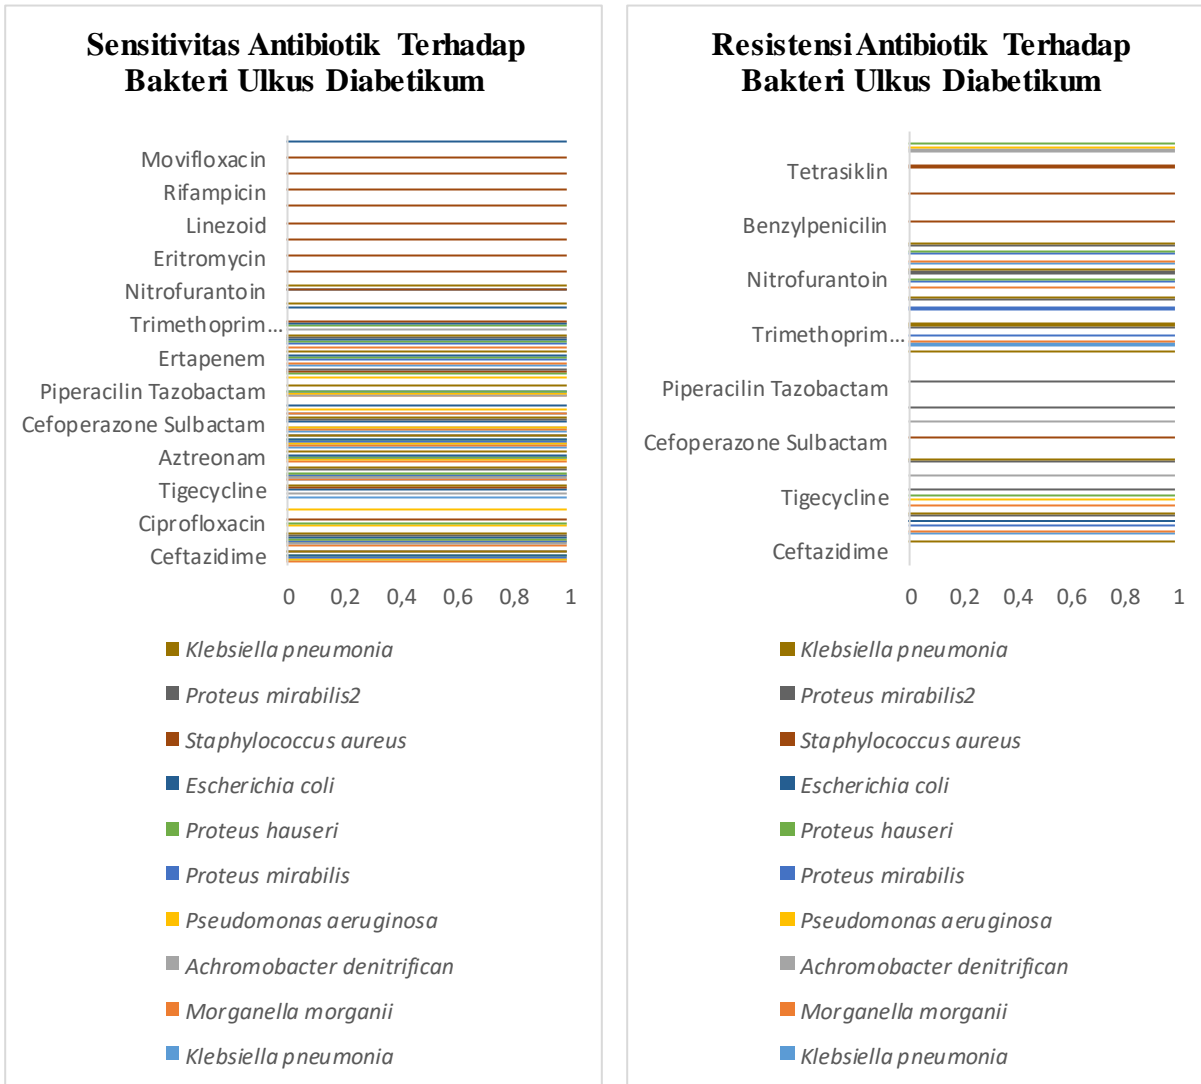 Sensitivitas Antibiotik Terhadap
Bakteri Ulkus Diabetikum
Movifloxacin
Rifampicin
Linezoid
Eritromycin
Nitrofurantoin
Trimethoprim...
Ertapenem
Piperacilin Tazobactam
Cefoperazone Sulbactam
Aztreonam
Tigecycline
Ciprofloxacin
Ceftazidime
0 0,2 0,4 0,6 0,8 1
Klebsiella pneumonia
Proteus mirabilis2
Staphylococcus aureus
Escherichia coli
Proteus hauseri
Proteus mirabilis
Pseudomonas aeruginosa
Achromobacter denitrifican
Morganella morganii
Klebsiella pneumonia
Resistensi Antibiotik Terhadap
Bakteri Ulkus Diabetikum
Tetrasiklin
Benzylpenicilin
Nitrofurantoin
Trimethoprim...
Piperacilin Tazobactam
Cefoperazone Sulbactam
Tigecycline
Ceftazidime
0 0,2 0,4 0,6 0,8 1
Klebsiella pneumonia
Proteus mirabilis2
Staphylococcus aureus
Escherichia coli
Proteus hauseri
Proteus mirabilis
Pseudomonas aeruginosa
Achromobacter denitrifican
Morganella morganii
Klebsiella pneumonia